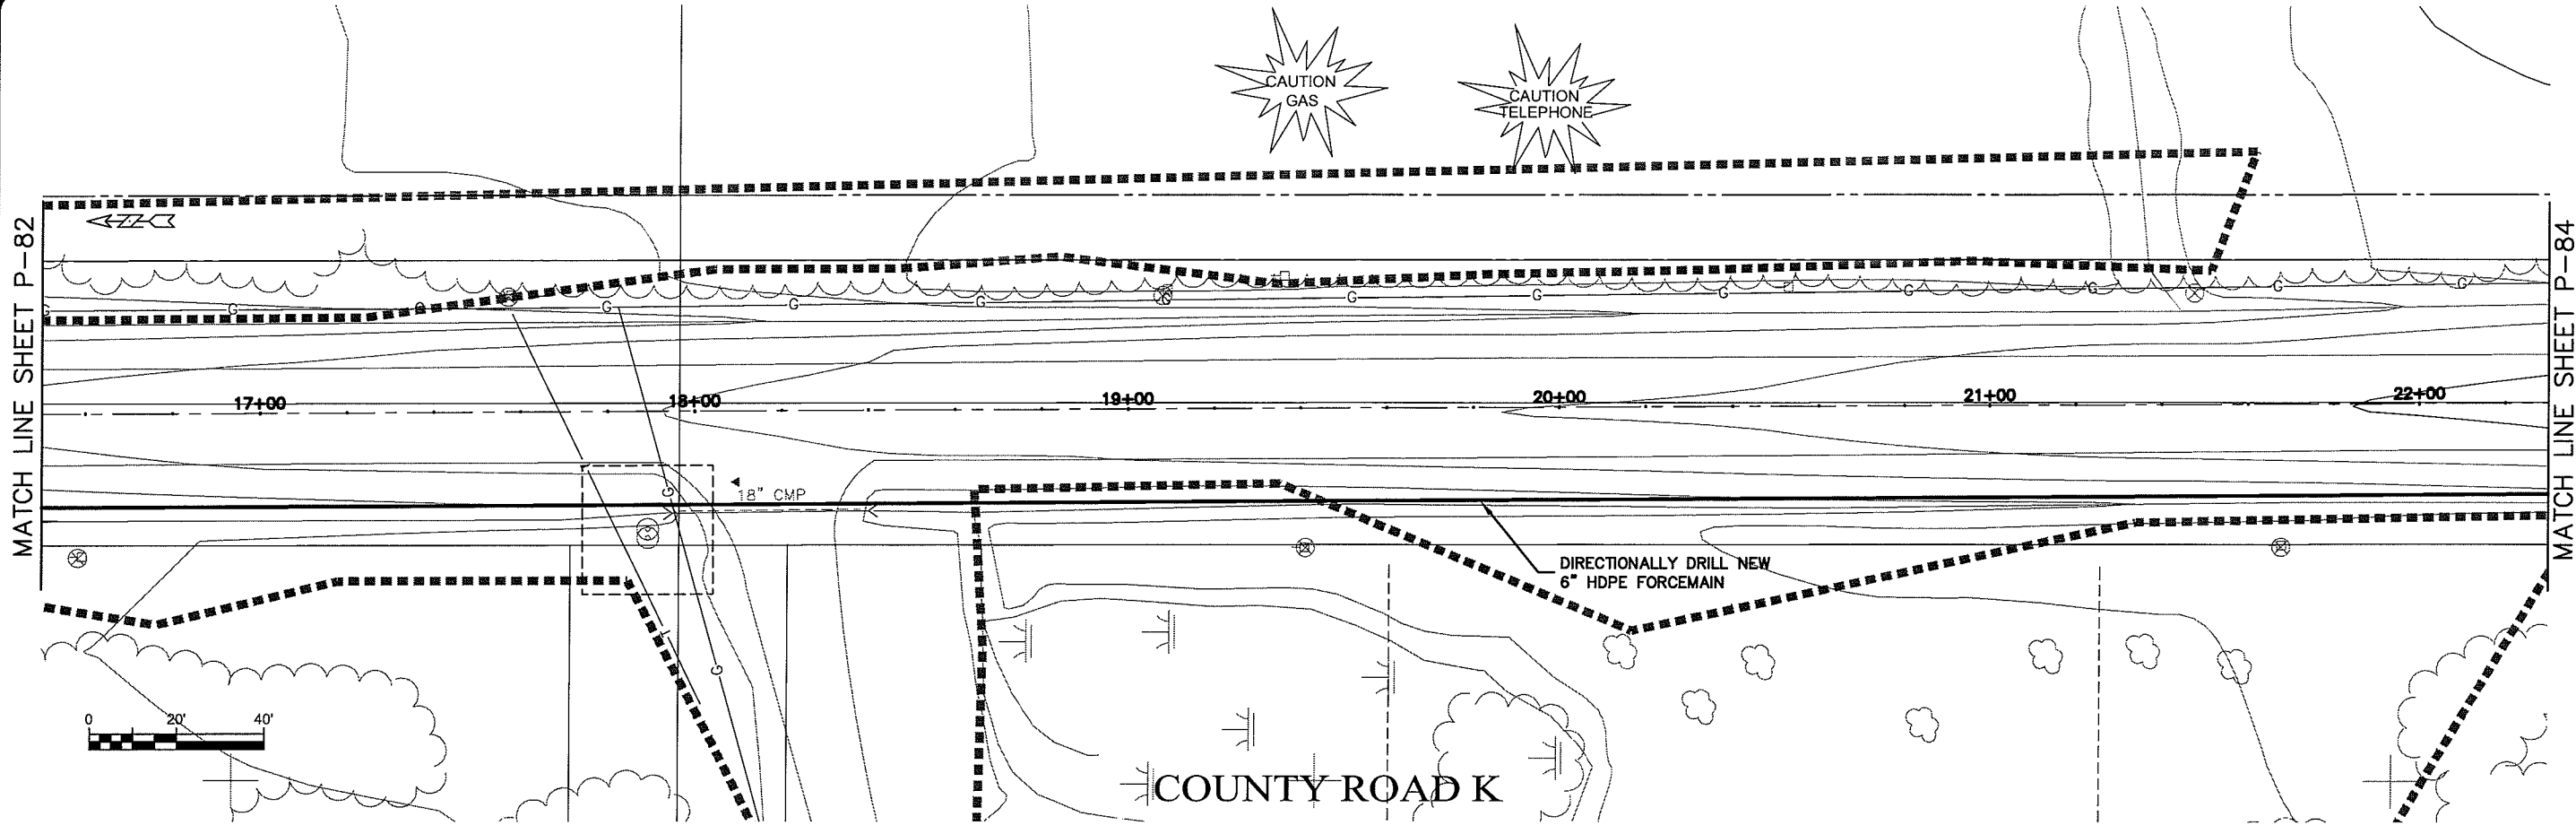 CAUTION
GAS
CAUTION
TELEPHONE
MATCH LINE SHEET P-82
MATCH LINE SHEET P-84
Z
G
G
G
G
G
G
G
G
G
G
G
G
G
G
17+00
18+00
19+00
20+00
21+00
22+00
G
18" CMP
DIRECTIONALLY DRILL NEW
6" HDPE FORCEMAIN
G
0 20' 40'
COUNTY ROAD K